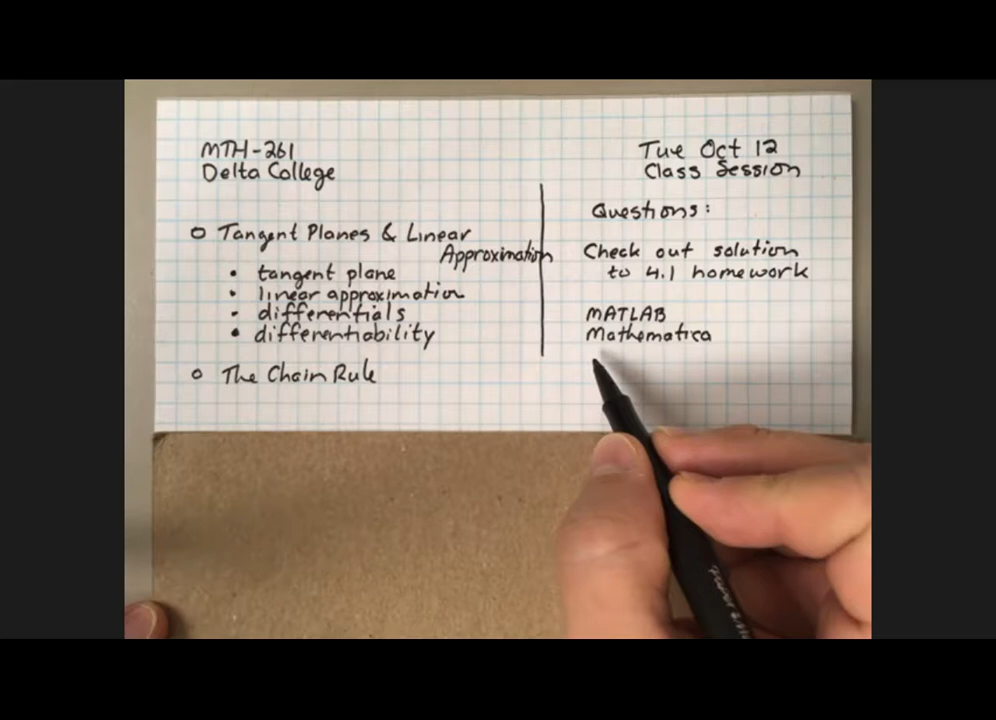 MTH-261
Delta College
Tue Oct 12
Class Session
○ Tangent Planes & Linear
Approximation
• tangent plane
• linear approximation
• differentials
• differentiability
○ The Chain Rule
Questions:
Check out solution
to 4.1 homework
MATLAB
Mathematica